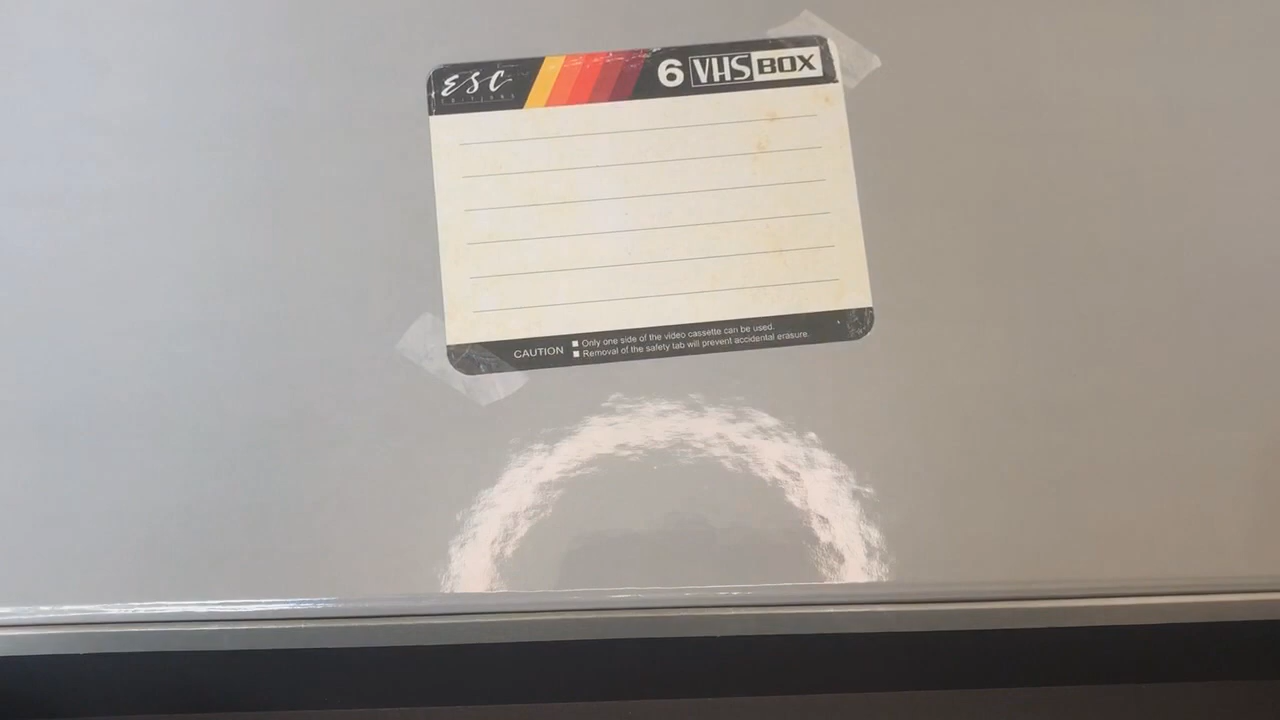 ESC
EDITIONS
6 VHS BOX
CAUTION
Only one side of the video cassette can be used.
Removal of the safety tab will prevent accidental erasure.